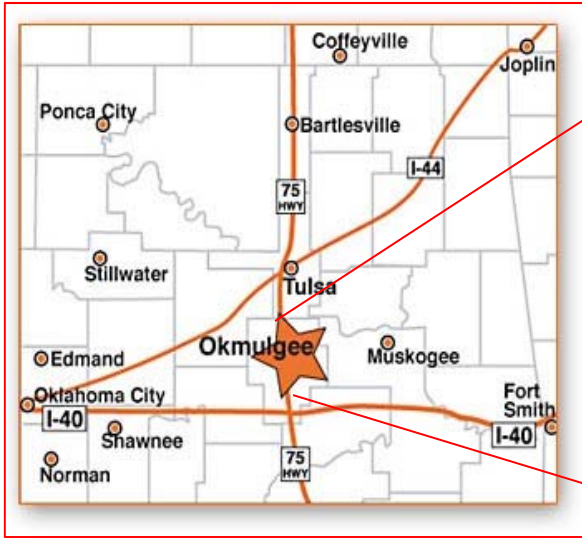 Coffeyville
Joplin
Ponca City
Bartlesville
I-44
75
HWY
Stillwater
Tulsa
Okmulgee
Muskogee
Edmand
Oklahoma City
Fort
Smith
I-40
I-40
Shawnee
75
HWY
Norman